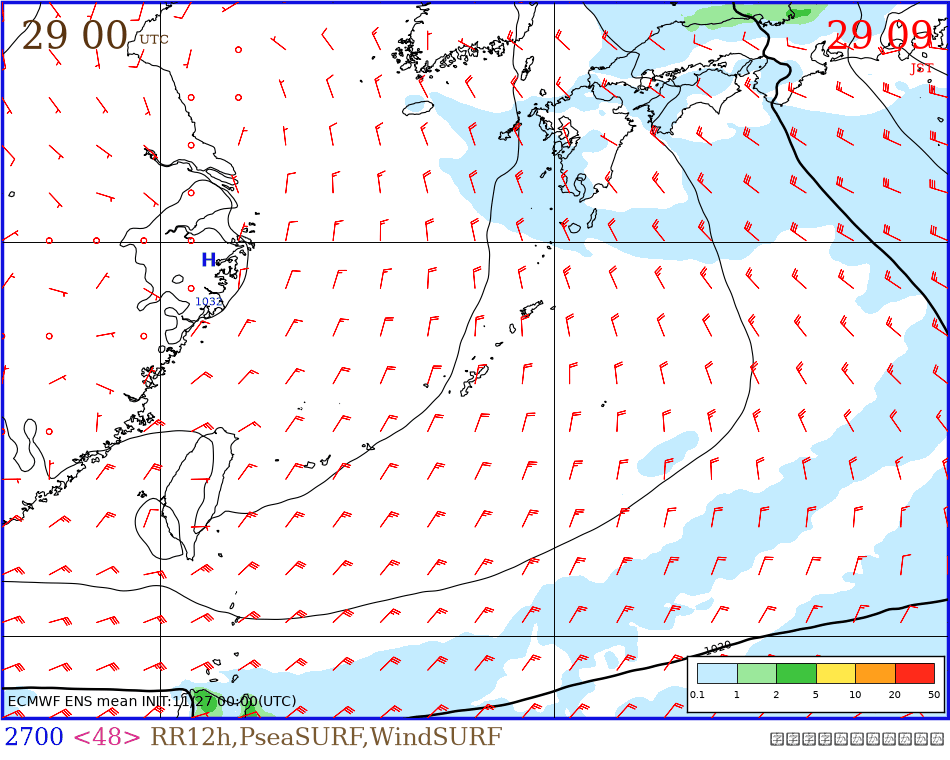 29 00 UTC
29 09 JST
H
1032
1020
0.1 1 2 5 10 20 50
ECMWF ENS mean INIT:11/27 00:00(UTC)
2700 <48> RR12h,PseaSURF,WindSURF